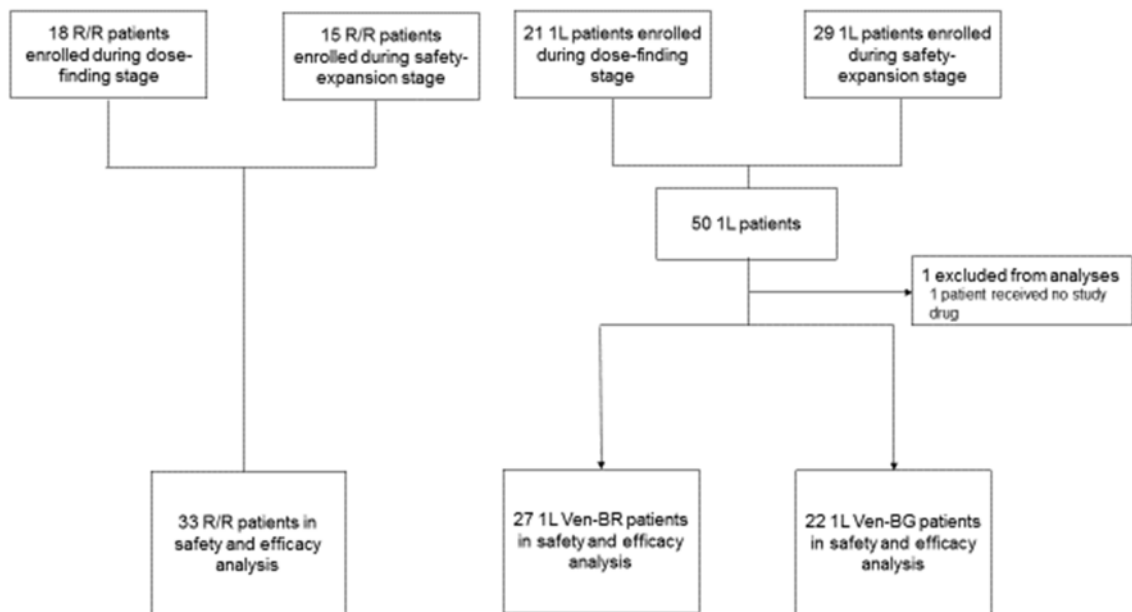 18 R/R patients
enrolled during dose-
finding stage
15 R/R patients
enrolled during safety-
expansion stage
21 1L patients enrolled
during dose-finding
stage
29 1L patients enrolled
during safety-
expansion stage
50 1L patients
1 excluded from analyses
1 patient received no study
drug
33 R/R patients in
safety and efficacy
analysis
27 1L Ven-BR patients
in safety and efficacy
analysis
22 1L Ven-BG patients
in safety and efficacy
analysis